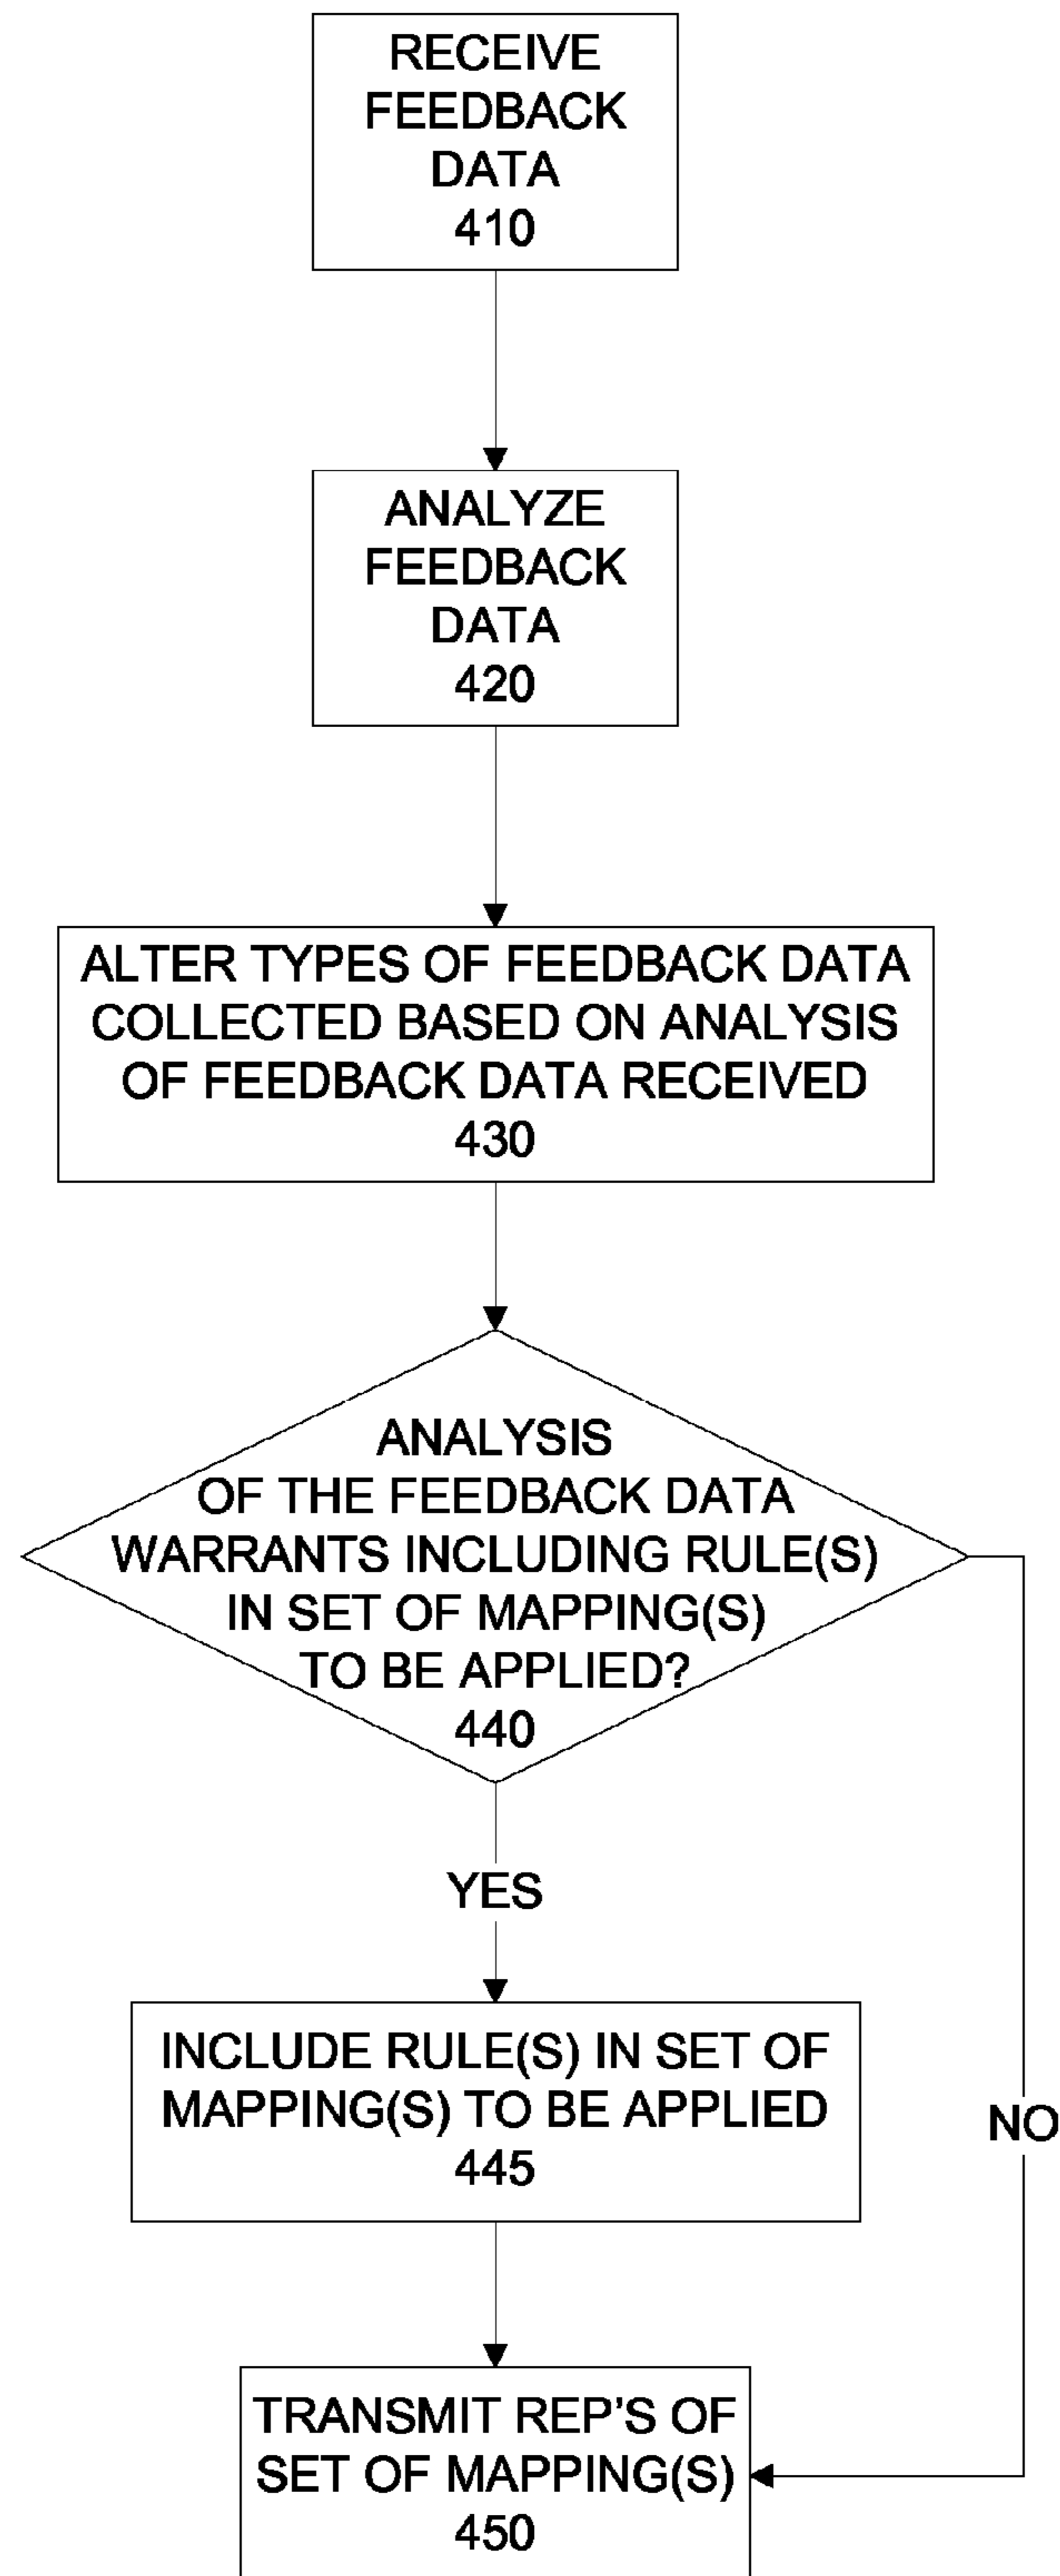 RECEIVE
FEEDBACK
DATA
410
ANALYZE
FEEDBACK
DATA
420
ALTER TYPES OF FEEDBACK DATA
COLLECTED BASED ON ANALYSIS
OF FEEDBACK DATA RECEIVED
430
ANALYSIS
OF THE FEEDBACK DATA
WARRANTS INCLUDING RULE(S)
IN SET OF MAPPING(S)
TO BE APPLIED?
440
YES
INCLUDE RULE(S) IN SET OF
MAPPING(S) TO BE APPLIED
445
NO
TRANSMIT REP'S OF
SET OF MAPPING(S)
450